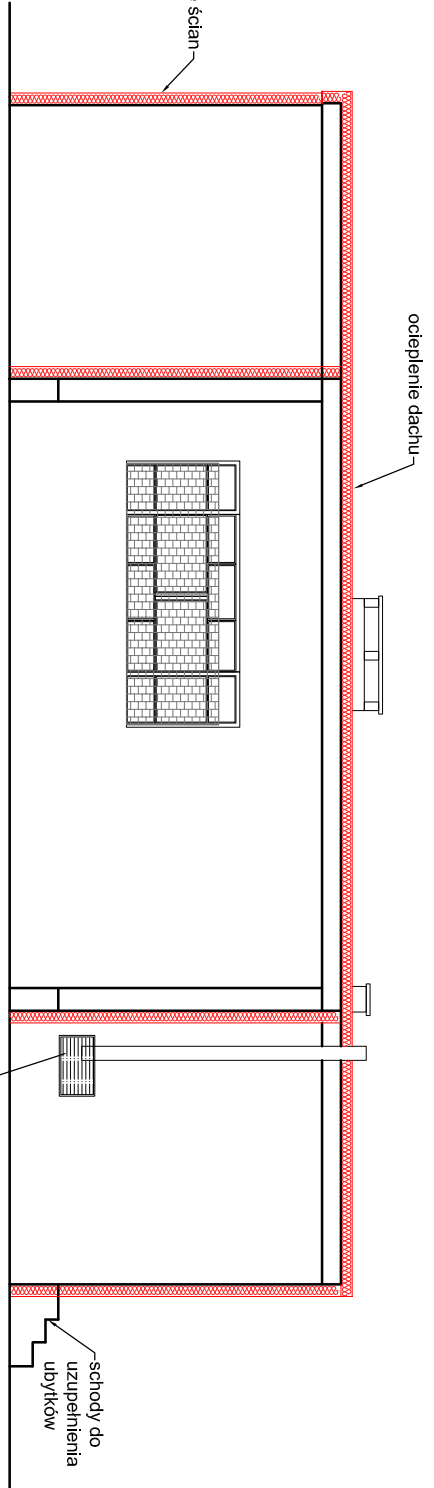 ścian
ocieplenie dachu
schody do
uzupełnienia
ubytków